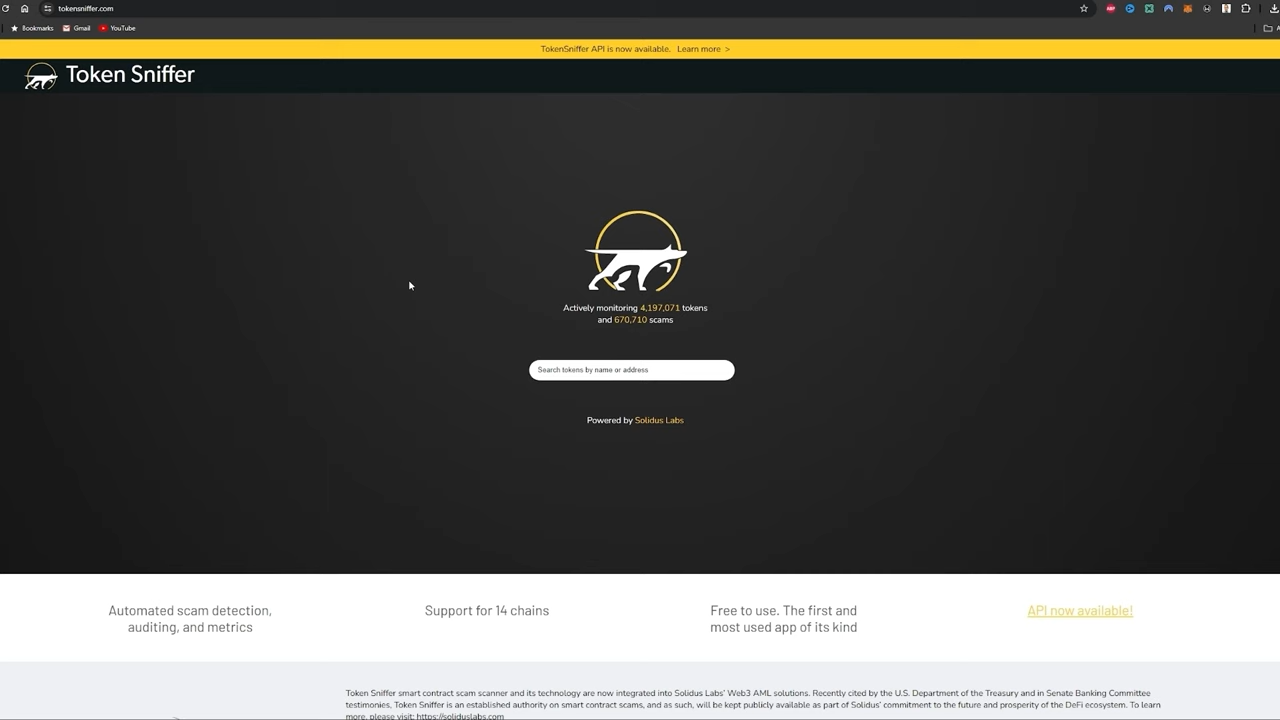 tokensniffer.com
Bookmarks Gmail YouTube
TokenSniffer API is now available. Learn more >
Token Sniffer
Actively monitoring 4,197,071 tokens
and 670,710 scams
Search tokens by name or address
Powered by Solidus Labs
Automated scam detection,
auditing, and metrics
Support for 14 chains
Free to use. The first and
most used app of its kind
API now available!
Token Sniffer smart contract scam scanner and its technology are now integrated into Solidus Labs' Web3 AML solutions. Recently cited by the U.S. Department of the Treasury and in Senate Banking Committee
testimonies, Token Sniffer is an established authority on smart contract scams, and as such, will be kept publicly available as part of Solidus' commitment to the future and prosperity of the DeFi ecosystem. To learn
more, please visit: https://soliduslabs.com